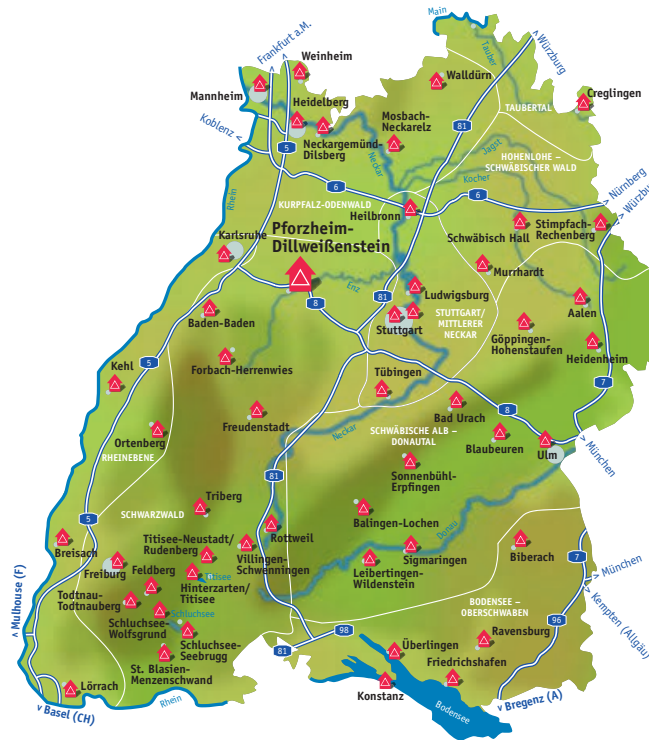 Main
Frankfurt a.M.
Weinheim
Tauber
Würzburg
Walldürn
Mannheim
Creglingen
Heidelberg
TAUBERTAL
Koblenz
Mosbach-
Neckarelz
81
Neckargemünd-
Dilsberg
5
Neckar
Jagst
HOHENLOHE –
SCHWÄBISCHER WALD
Kocher
6
6
Nürnberg
Würzbu
Rhein
KURPFALZ-ODENWALD
Heilbronn
Karlsruhe
Pforzheim-
Dillweißenstein
Schwäbisch Hall
Stimpfach-
Rechenberg
Murrhardt
Enz
81
Ludwigsburg
8
Baden-Baden
Stuttgart
STUTTGART/
MITTLERER
NECKAR
Aalen
Göppingen-
Hohenstaufen
Heidenheim
5
Kehl
Forbach-Herrenwies
Tübingen
7
Freudenstadt
Bad Urach
8
Ortenberg
RHEINEBENE
Neckar
SCHWÄBISCHE ALB –
DONAUTAL
Blaubeuren
Ulm
München
81
Sonnenbühl-
Erpfingen
Triberg
SCHWARZWALD
5
Balingen-Lochen
Donau
Rottweil
Breisach
Titisee-Neustadt/
Rudenberg
Villingen-
Schwenningen
Sigmaringen
Biberach
7
Freiburg
Feldberg
Titisee
Hinterzarten/
Titisee
Leibertingen-
Wildenstein
München
Mulhouse (F)
Todtnau-
Todtnauberg
Schluchsee
Schluchsee-
Wolfsgrund
BODENSEE –
OBERSCHWABEN
Kempten (Allgäu)
96
98
81
Schluchsee-
Seebrugg
Ravensburg
Überlingen
St. Blasien-
Menzenschwand
Friedrichshafen
Lörrach
Konstanz
Rhein
Bodensee
Basel (CH)
Bregenz (A)